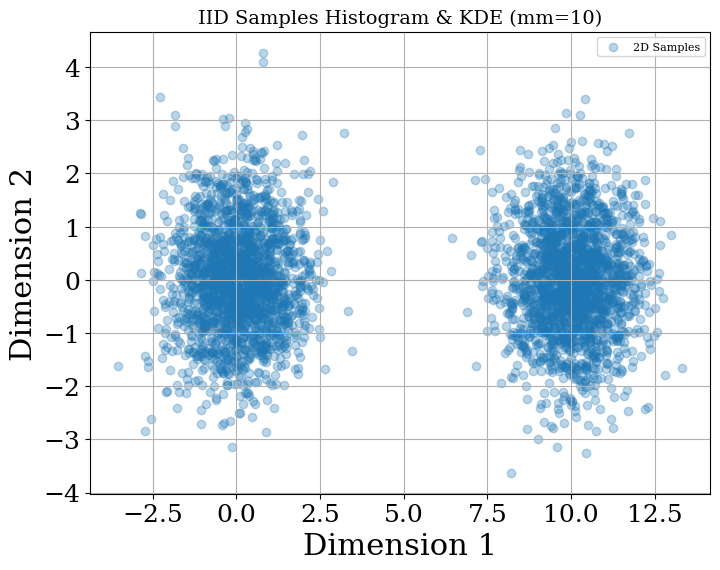 IID Samples Histogram & KDE (mm=10)
2D Samples
4
3
2
1
0
−1
−2
−3
−4
Dimension 2
−2.5 0.0 2.5 5.0 7.5 10.0 12.5
Dimension 1